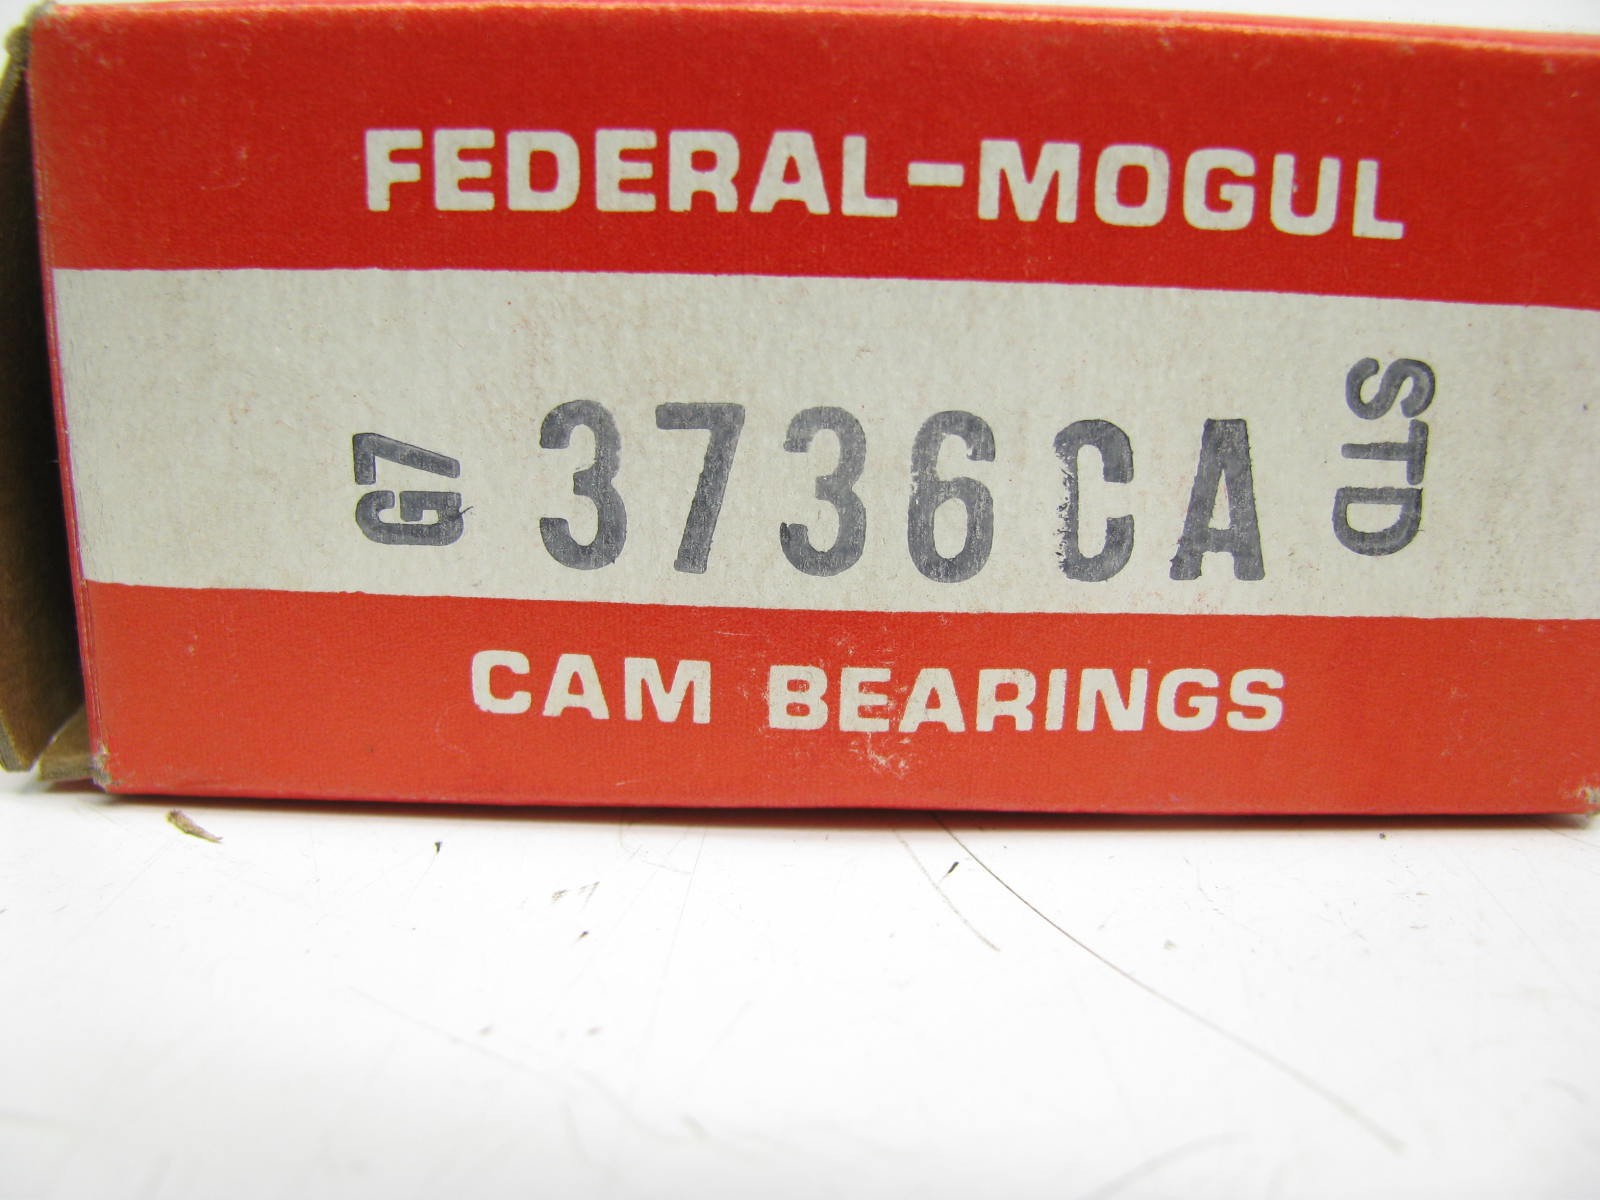 FEDERAL-MOGUL
G7 3736CA STD
CAM BEARINGS